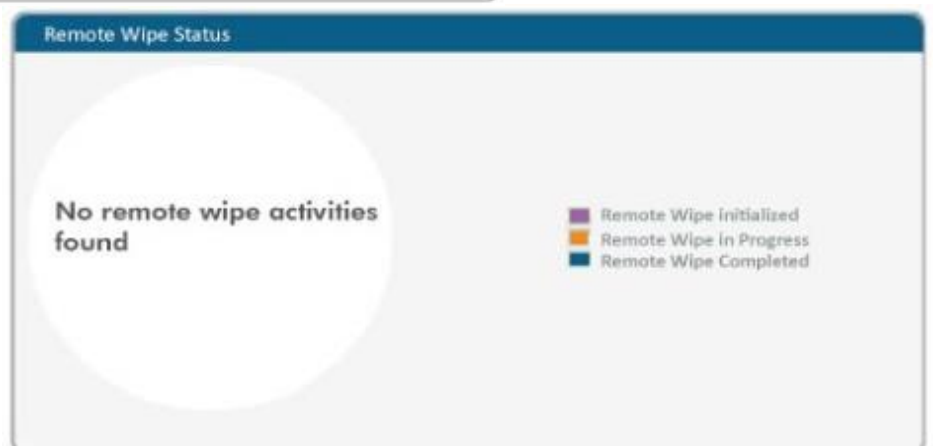 Remote Wipe Status
No remote wipe activities
found
Remote Wipe initialized
Remote Wipe in Progress
Remote Wipe Completed